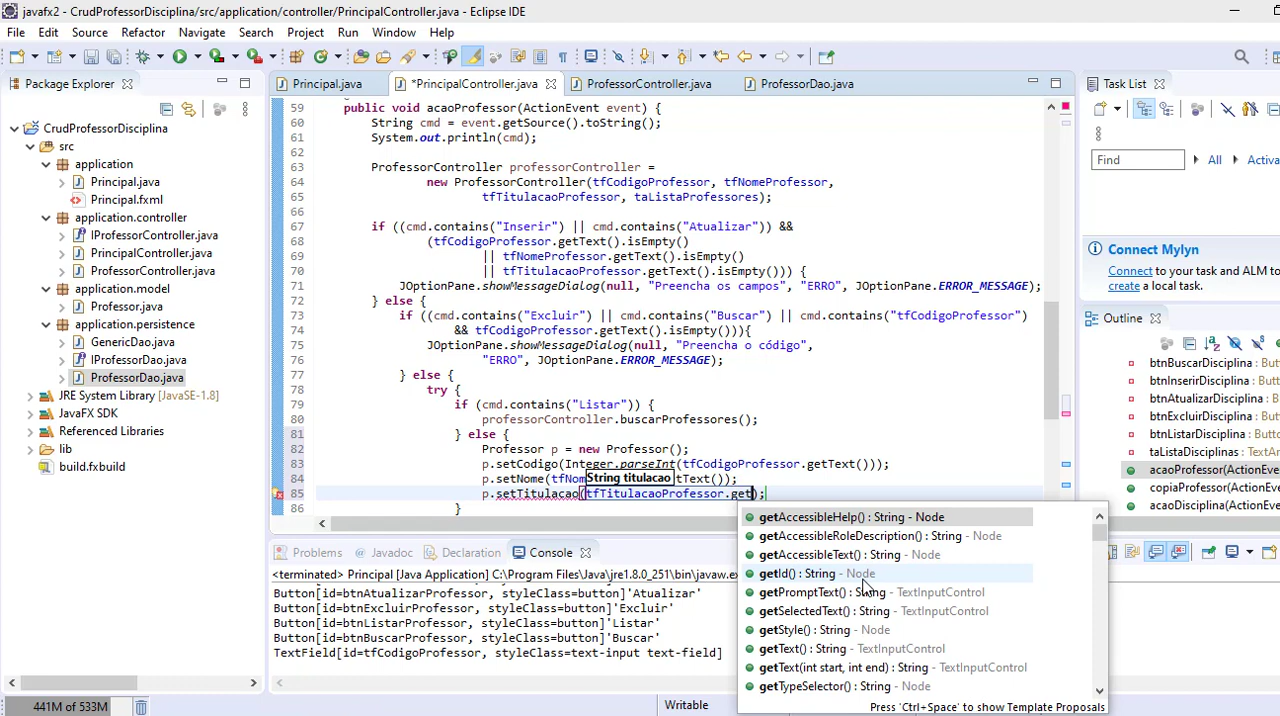 javafx2 - CrudProfessorDisciplina/src/application/controller/PrincipalController.java - Eclipse IDE
File Edit Source Refactor Navigate Search Project Run Window Help
Package Explorer
CrudProfessorDisciplina
src
application
Principal.java
Principal.fxml
application.controller
IProfessorController.java
PrincipalController.java
ProfessorController.java
application.model
Professor.java
application.persistence
GenericDao.java
IProfessorDao.java
ProfessorDao.java
JRE System Library [JavaSE-1.8]
JavaFX SDK
Referenced Libraries
lib
build.fxbuild
Principal.java *PrincipalController.java ProfessorController.java ProfessorDao.java
59 public void acaoProfessor(ActionEvent event) {
60 String cmd = event.getSource().toString();
61 System.out.println(cmd);
62
63 ProfessorController professorController =
64 new ProfessorController(tfCodigoProfessor, tfNomeProfessor,
65 tfTitulacaoProfessor, taListaProfessores);
66
67 if ((cmd.contains("Inserir") || cmd.contains("Atualizar")) &&
68 (tfCodigoProfessor.getText().isEmpty()
69 || tfNomeProfessor.getText().isEmpty()
70 || tfTitulacaoProfessor.getText().isEmpty())) {
71 JOptionPane.showMessageDialog(null, "Preencha os campos", "ERRO", JOptionPane.ERROR_MESSAGE);
72 } else {
73 if ((cmd.contains("Excluir") || cmd.contains("Buscar") || cmd.contains("tfCodigoProfessor")
74 && tfCodigoProfessor.getText().isEmpty())){
75 JOptionPane.showMessageDialog(null, "Preencha o código",
76 "ERRO", JOptionPane.ERROR_MESSAGE);
77 } else {
78 try {
79 if (cmd.contains("Listar")) {
80 professorController.buscarProfessores();
81 } else {
82 Professor p = new Professor();
83 p.setCodigo(Integer.parseInt(tfCodigoProfessor.getText()));
84 p.setNome(tfNom String titulacao tText());
85 p.setTitulacao(tfTitulacaoProfessor.get);
86 }
getAccessibleHelp() : String - Node
getAccessibleRoleDescription() : String - Node
getAccessibleText() : String - Node
getId() : String - Node
getPromptText() : String - TextInputControl
getSelectedText() : String - TextInputControl
getStyle() : String - Node
getText() : String - TextInputControl
getText(int start, int end) : String - TextInputControl
getTypeSelector() : String - Node
Press 'Ctrl+Space' to show Template Proposals
Problems Javadoc Declaration Console
<terminated> Principal [Java Application] C:\Program Files\Java\jre1.8.0_251\bin\javaw.exe
Button[id=btnAtualizarProfessor, styleClass=button]'Atualizar'
Button[id=btnExcluirProfessor, styleClass=button]'Excluir'
Button[id=btnListarProfessor, styleClass=button]'Listar'
Button[id=btnBuscarProfessor, styleClass=button]'Buscar'
TextField[id=tfCodigoProfessor, styleClass=text-input text-field]
Task List
Find All Activa
Connect Mylyn
Connect to your task and ALM to
create a local task.
Outline
btnBuscarDisciplina : Butt
btnInserirDisciplina : Butt
btnAtualizarDisciplina : B
btnExcluirDisciplina : Butt
btnListarDisciplina : Butto
taListaDisciplinas : TextA
acaoProfessor(ActionEve
copiaProfessor(ActionEv
acaoDisciplina(ActionEve
441M of 533M
Writable